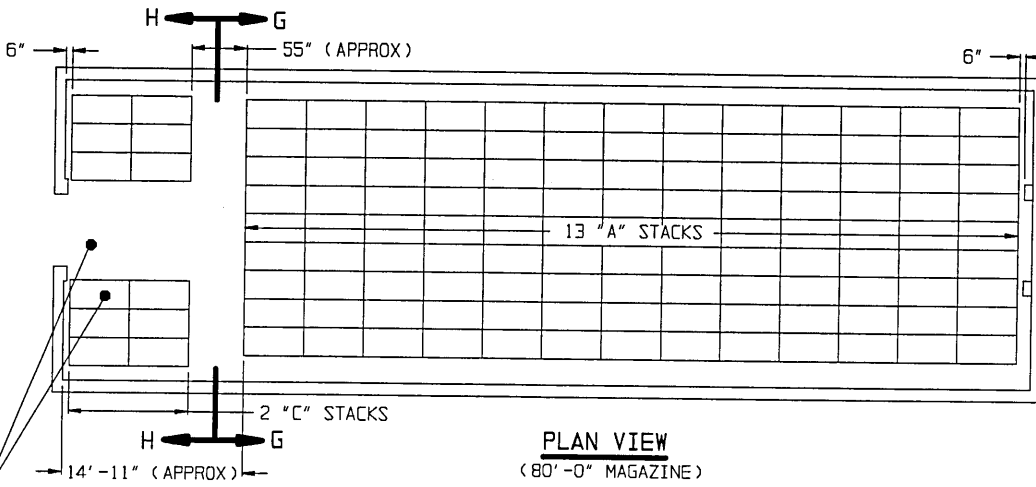 H G
6" 55" (APPROX) 6"
13 "A" STACKS
2 "C" STACKS
H G
14'-11" (APPROX)
PLAN VIEW
(80'-0" MAGAZINE)